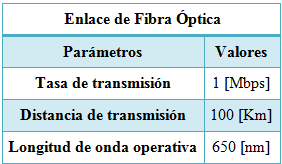 Enlace de Fibra Óptica
Parámetros Valores
Tasa de transmisión 1 [Mbps]
Distancia de transmisión 100 [Km]
Longitud de onda operativa 650 [nm]